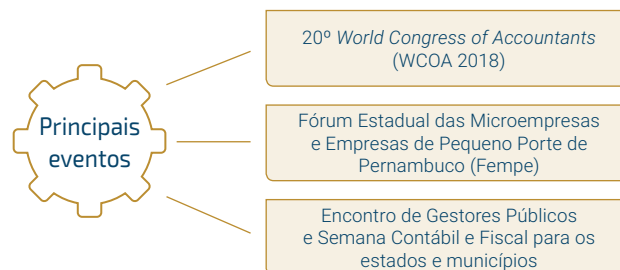 Principais
eventos
20º World Congress of Accountants
(WCOA 2018)
Fórum Estadual das Microempresas
e Empresas de Pequeno Porte de
Pernambuco (Fempe)
Encontro de Gestores Públicos
e Semana Contábil e Fiscal para os
estados e municípios